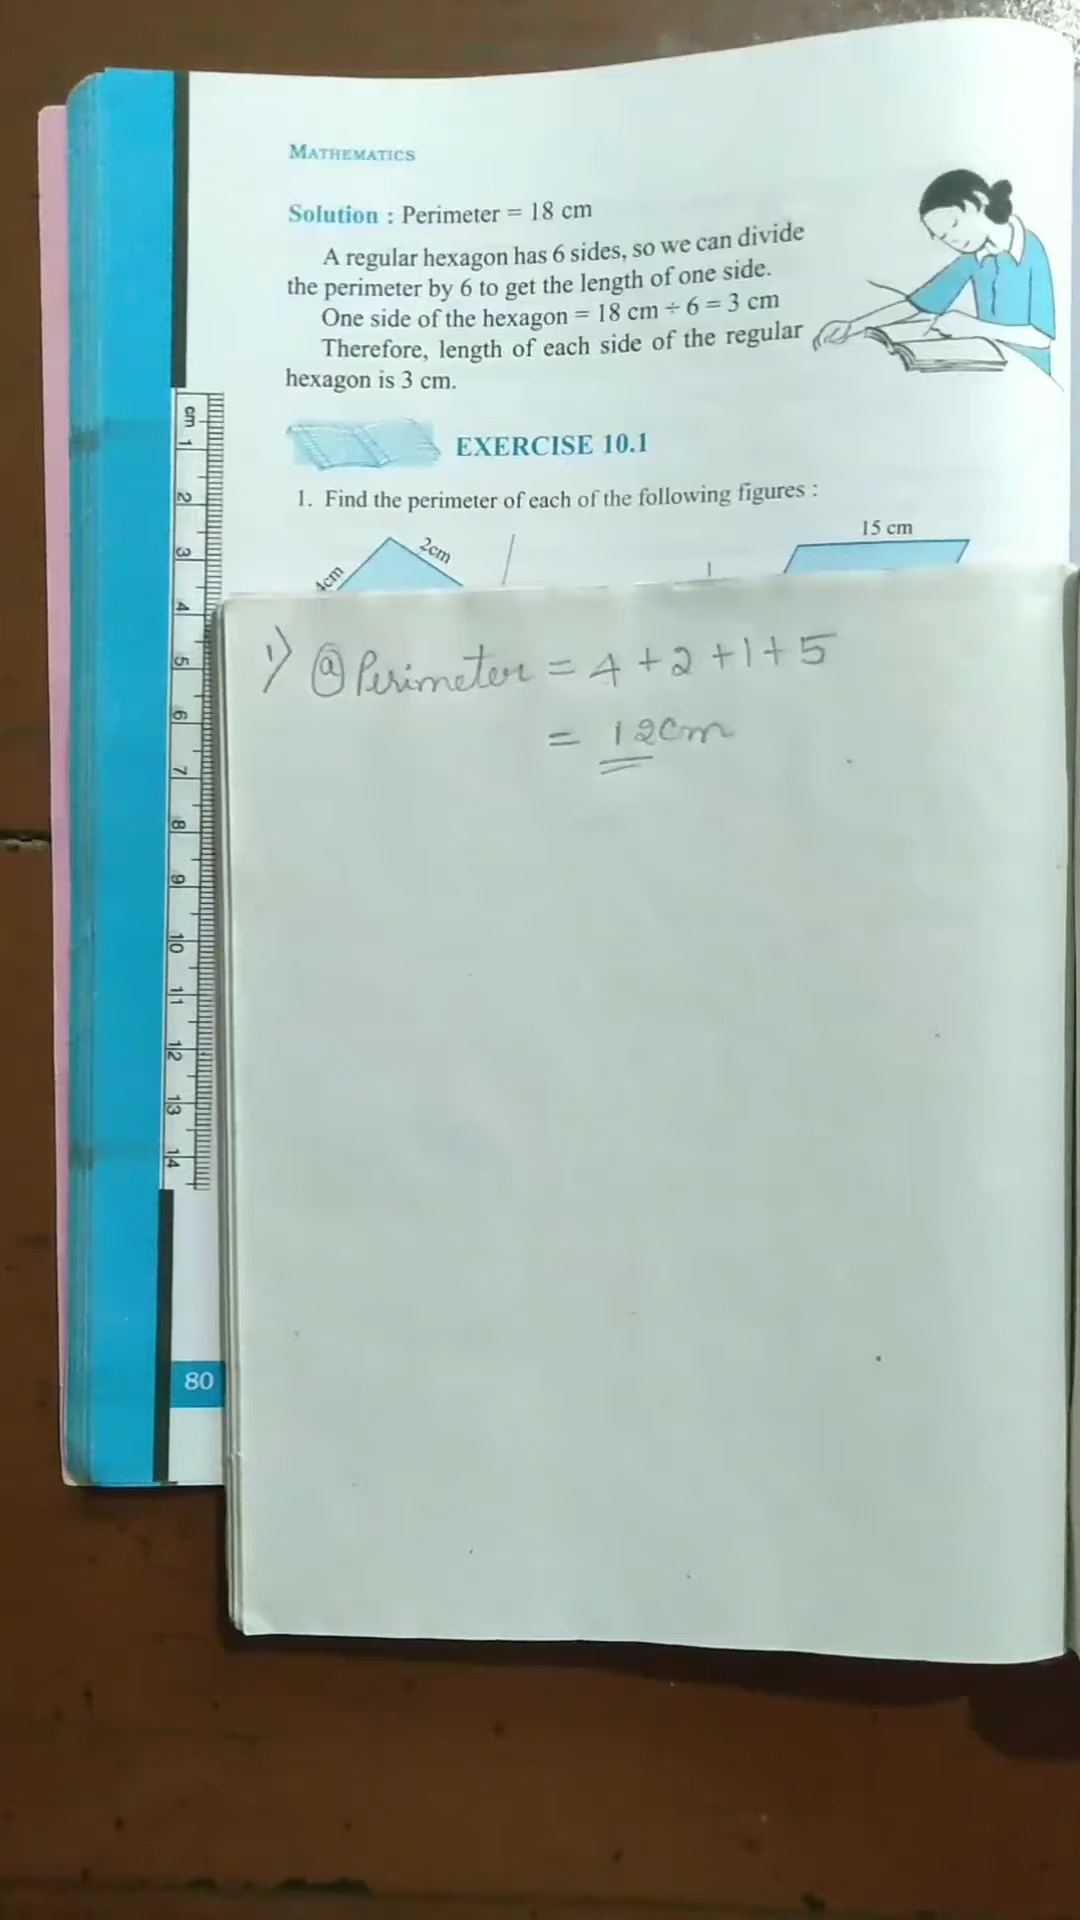 MATHEMATICS
Solution : Perimeter = 18 cm
A regular hexagon has 6 sides, so we can divide
the perimeter by 6 to get the length of one side.
One side of the hexagon = 18 cm ÷ 6 = 3 cm
Therefore, length of each side of the regular
hexagon is 3 cm.
EXERCISE 10.1
1. Find the perimeter of each of the following figures :
15 cm
2cm
4cm
1) ⓐ Perimeter = 4+2+1+5
= 12cm
cm 1 2 3 4 5 6 7 8 9 10 11 12 13 14
80